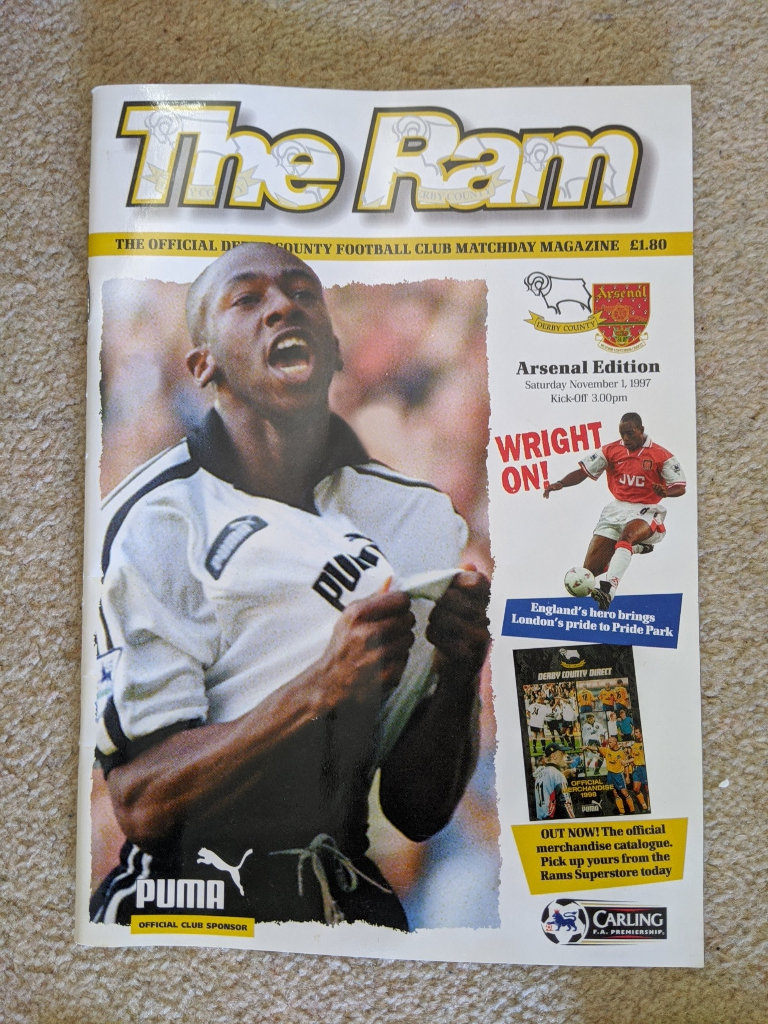 The Ram
THE OFFICIAL DE COUNTY FOOTBALL CLUB MATCHDAY MAGAZINE £1.80
DERBY COUNTY
Arsenal
Arsenal Edition
Saturday November 1, 1997
Kick-Off 3.00pm
WRIGHT
ON!
JVC
England's hero brings
London's pride to Pride Park
PUMA
DERBY COUNTY DIRECT
OFFICIAL
MERCHANDISE
1998
PUMA
OUT NOW! The official
merchandise catalogue.
Pick up yours from the
Rams Superstore today
PUMA
OFFICIAL CLUB SPONSOR
CARLING
F.A. PREMIERSHIP.